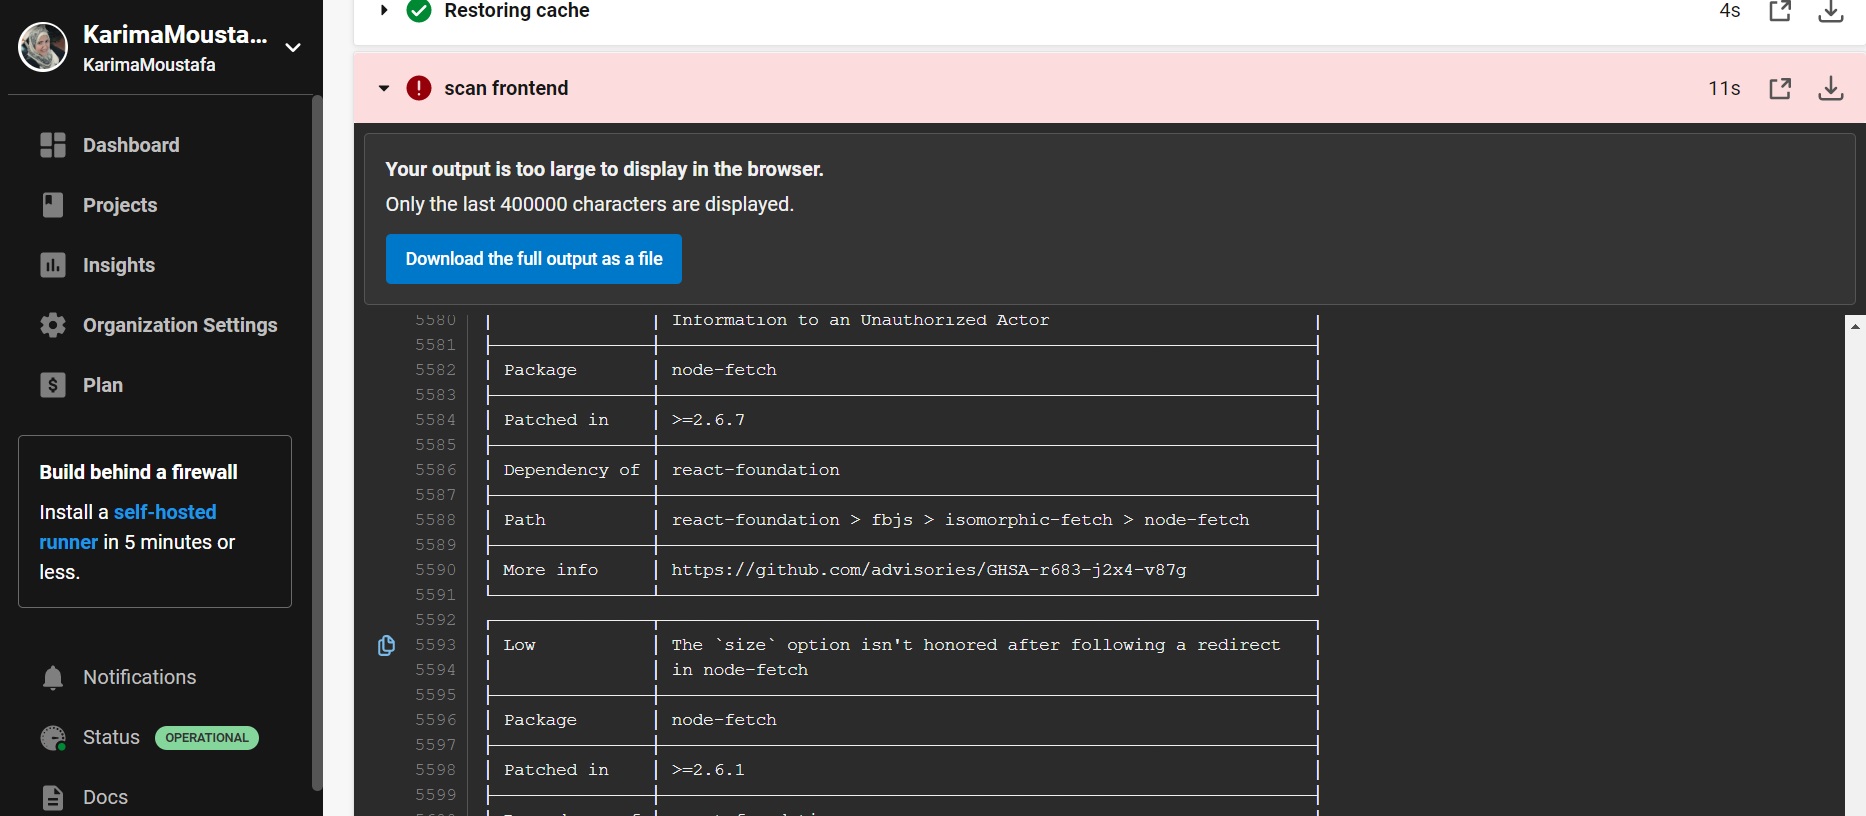 KarimaMousta...
KarimaMoustafa
Dashboard
Projects
Insights
Organization Settings
Plan
Build behind a firewall
Install a self-hosted
runner in 5 minutes or
less.
Notifications
Status OPERATIONAL
Docs
Restoring cache 4s
scan frontend 11s
Your output is too large to display in the browser.
Only the last 400000 characters are displayed.
Download the full output as a file
5580 Information to an Unauthorized Actor
5581
5582 Package node-fetch
5583
5584 Patched in >=2.6.7
5585
5586 Dependency of react-foundation
5587
5588 Path react-foundation > fbjs > isomorphic-fetch > node-fetch
5589
5590 More info https://github.com/advisories/GHSA-r683-j2x4-v87g
5591
5592
5593 Low The `size` option isn't honored after following a redirect
5594 in node-fetch
5595
5596 Package node-fetch
5597
5598 Patched in >=2.6.1
5599